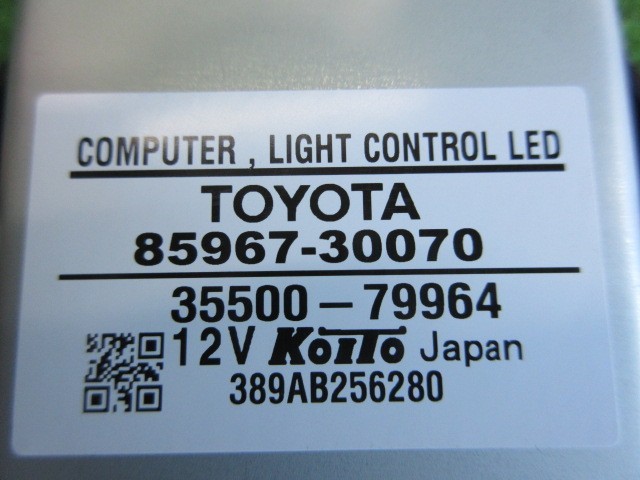 COMPUTER , LIGHT CONTROL LED
TOYOTA
85967-30070
35500-79964
12V KoITo Japan
389AB256280